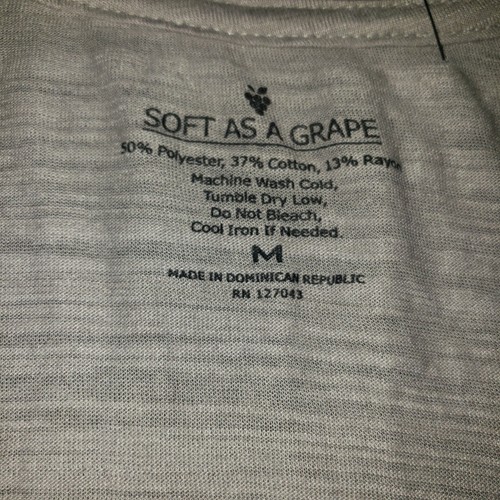 SOFT AS A GRAPE
50% Polyester, 37% Cotton, 13% Rayon
Machine Wash Cold,
Tumble Dry Low,
Do Not Bleach,
Cool Iron If Needed.
M
MADE IN DOMINICAN REPUBLIC
RN 127043